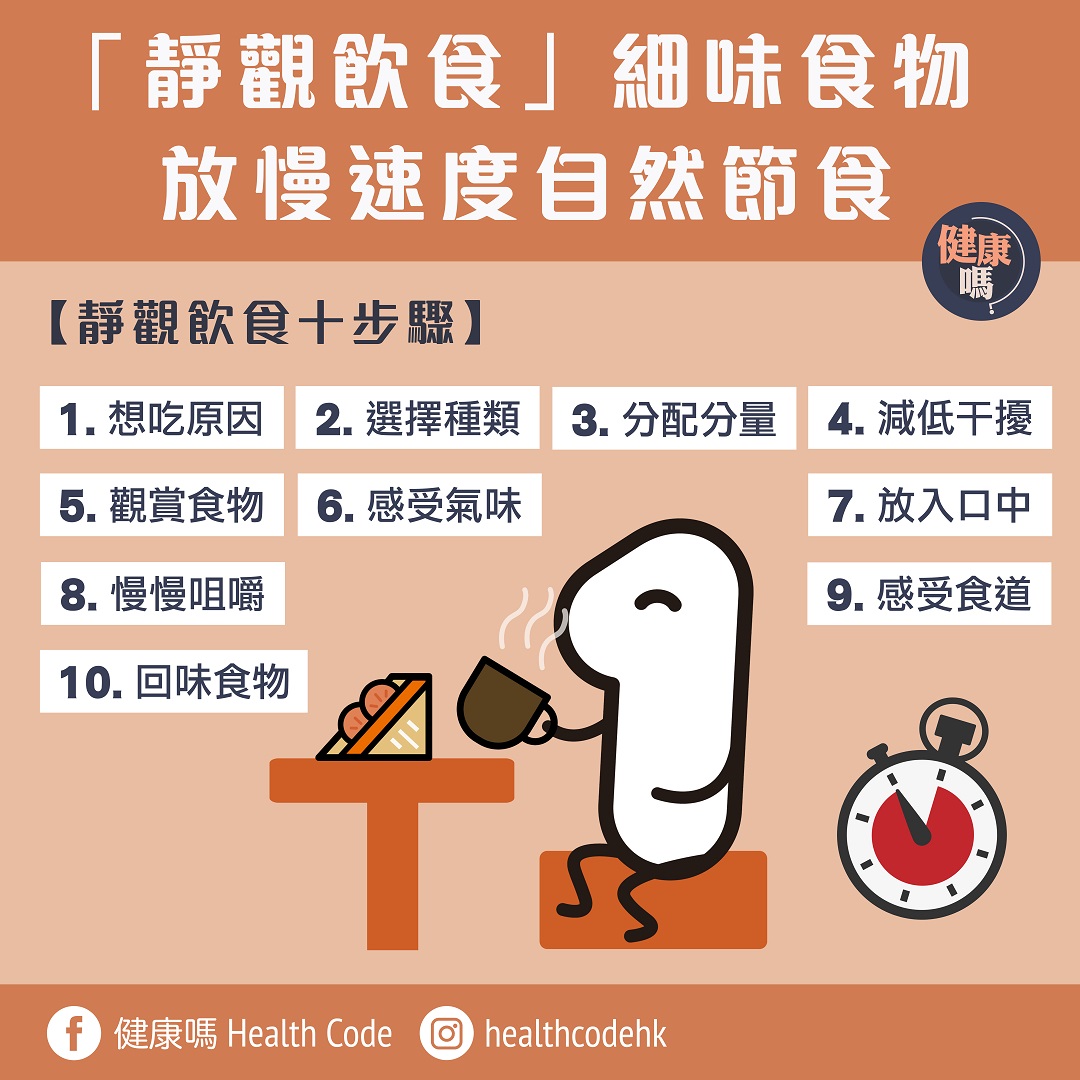 「靜觀飲食」細味食物
放慢速度自然節食
健康
嗎
【靜觀飲食十步驟】
1. 想吃原因
2. 選擇種類
3. 分配分量
4. 減低干擾
5. 觀賞食物
6. 感受氣味
7. 放入口中
8. 慢慢咀嚼
9. 感受食道
10. 回味食物
健康嗎 Health Code
healthcodehk